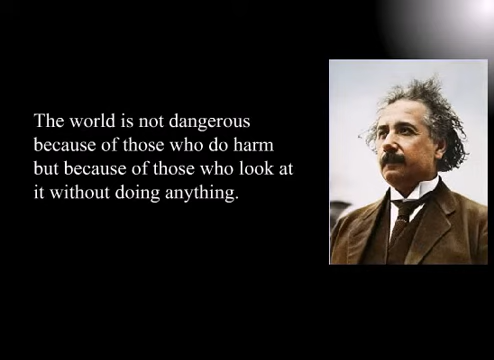 The world is not dangerous
because of those who do harm
but because of those who look at
it without doing anything.